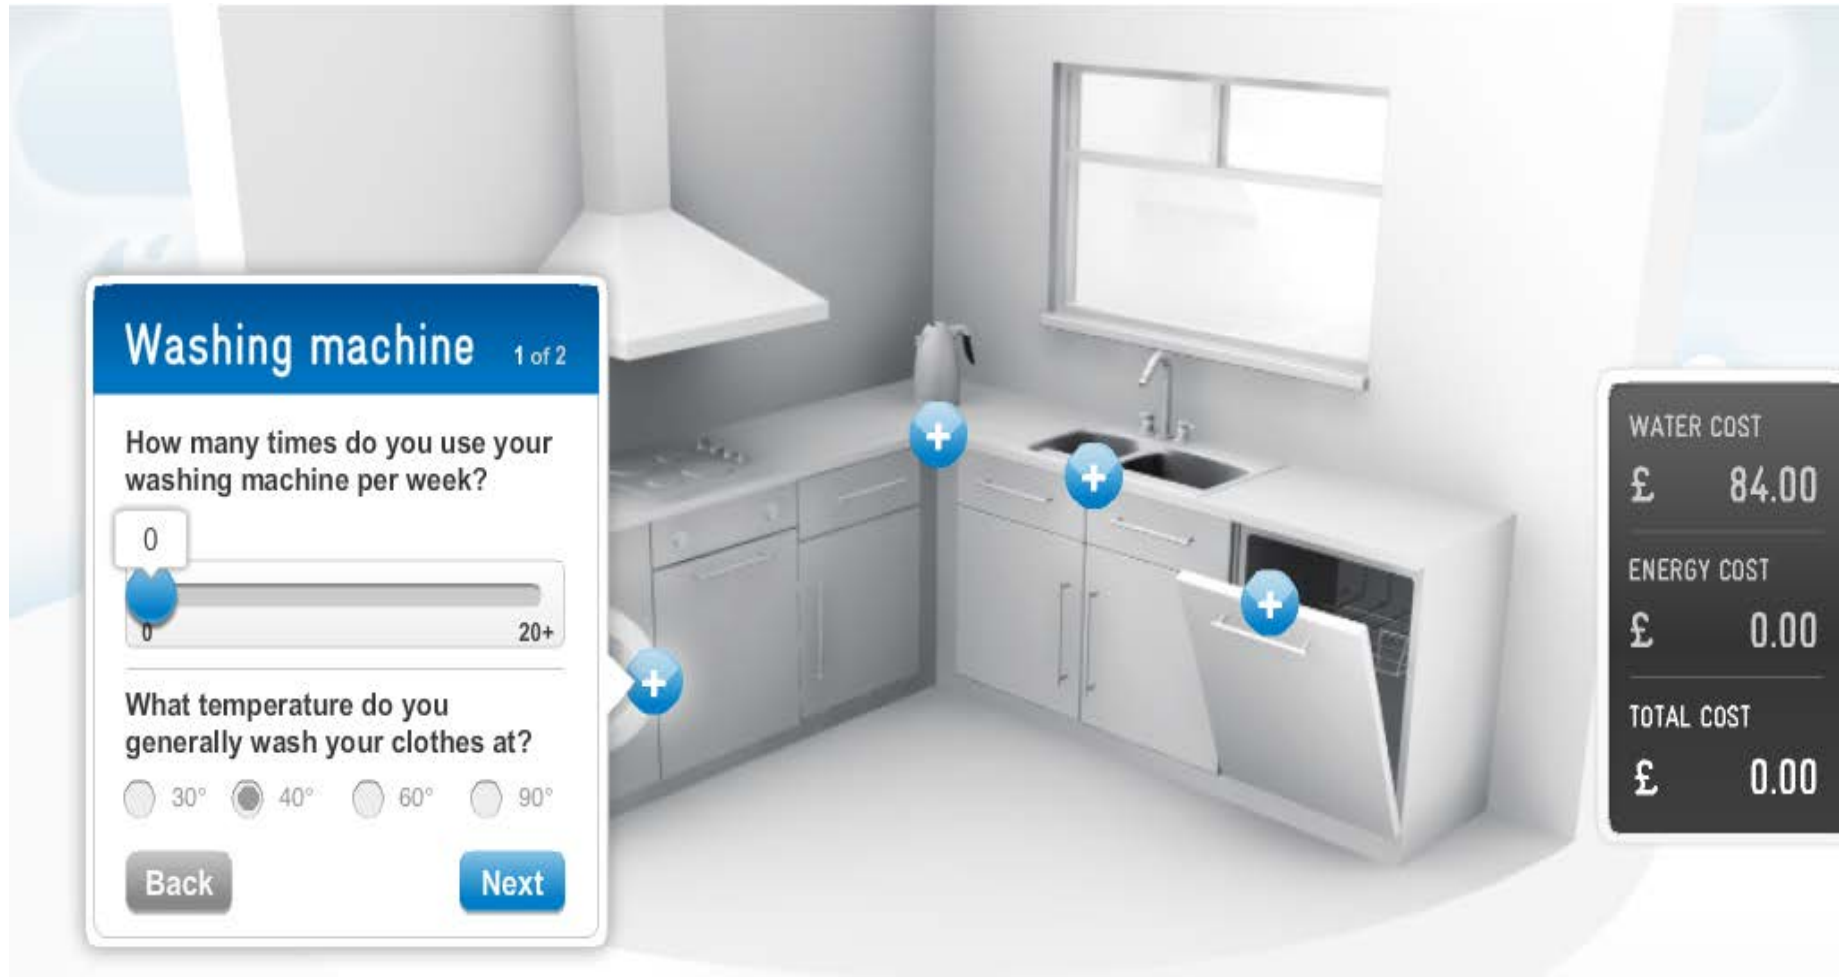 Washing machine 1 of 2
How many times do you use your
washing machine per week?
0
0 20+
What temperature do you
generally wash your clothes at?
30° 40° 60° 90°
Back Next
WATER COST
£ 84.00
ENERGY COST
£ 0.00
TOTAL COST
£ 0.00